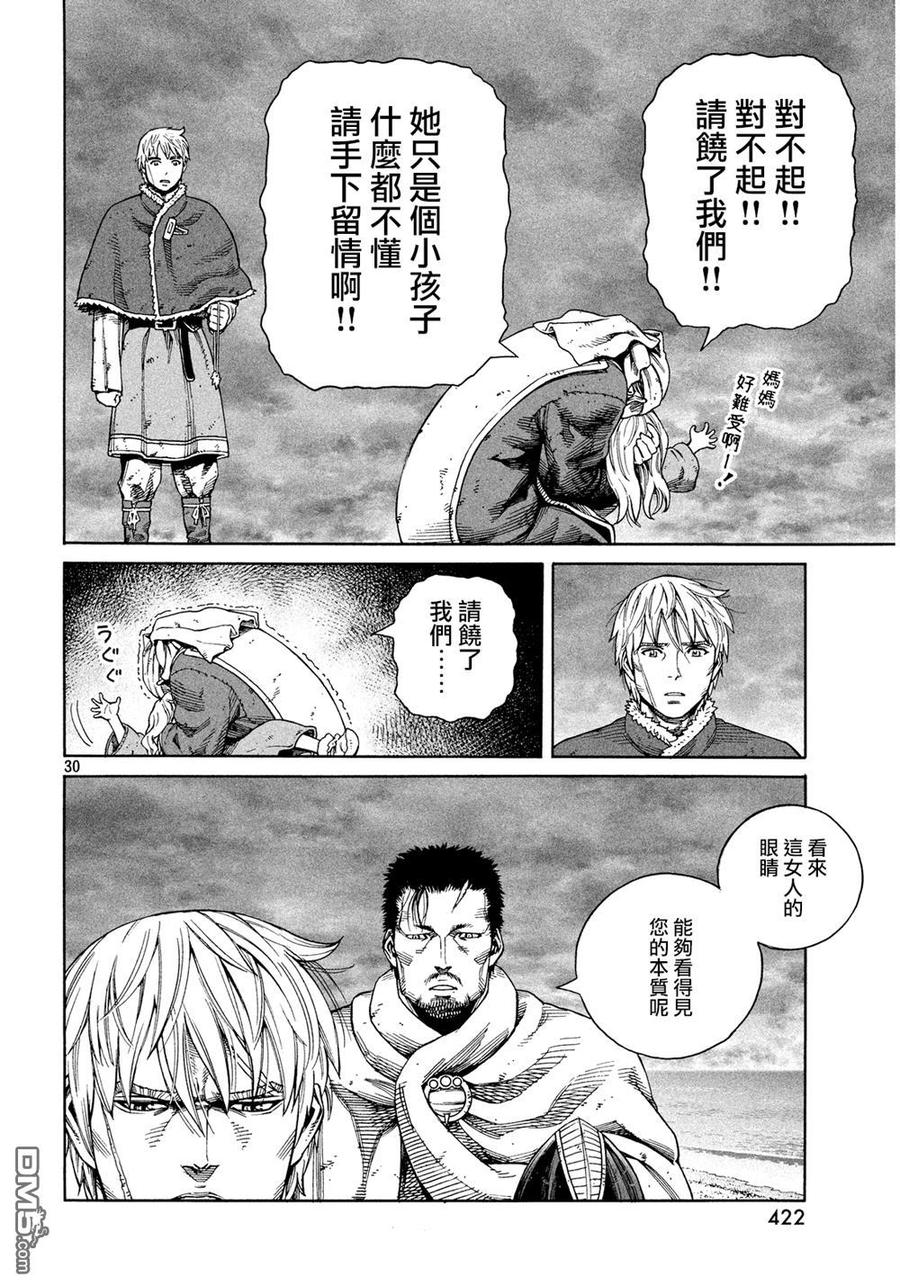 對不起!!
對不起!!
請饒了我們!!
她只是個小孩子
什麼都不懂
請手下留情啊!!
媽媽
好難受啊ー!
請饒了
我們……
うぐぐ
30
看來
這女人的
眼睛
能夠看得見
您的本質呢
422
DM5.com